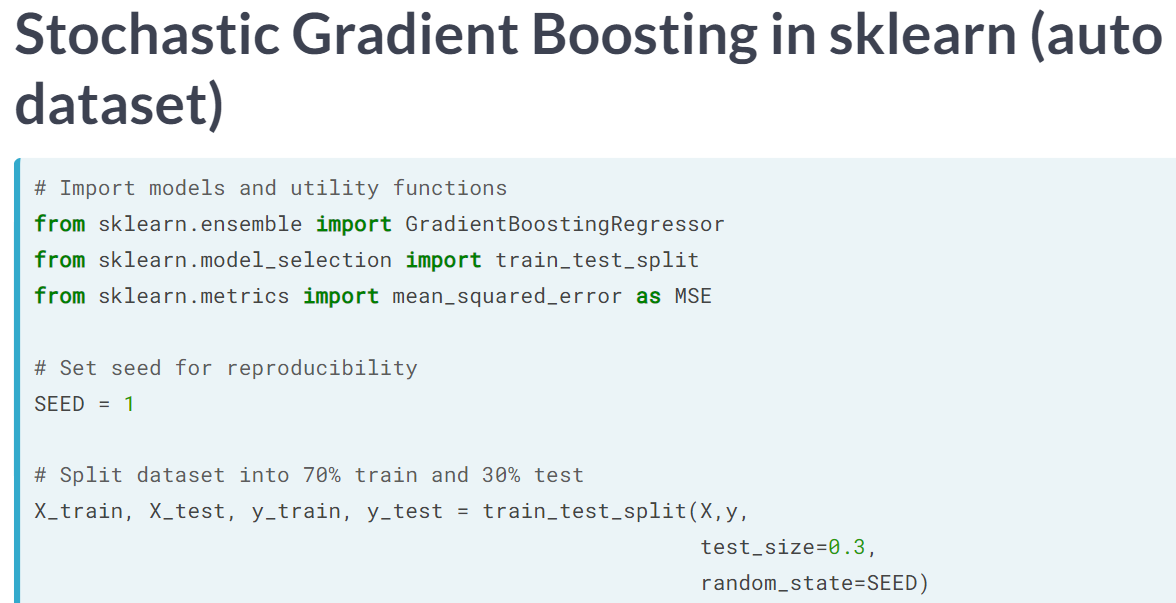 Stochastic Gradient Boosting in sklearn (auto
dataset)
# Import models and utility functions
from sklearn.ensemble import GradientBoostingRegressor
from sklearn.model_selection import train_test_split
from sklearn.metrics import mean_squared_error as MSE
# Set seed for reproducibility
SEED = 1
# Split dataset into 70% train and 30% test
X_train, X_test, y_train, y_test = train_test_split(X,y,
test_size=0.3,
random_state=SEED)